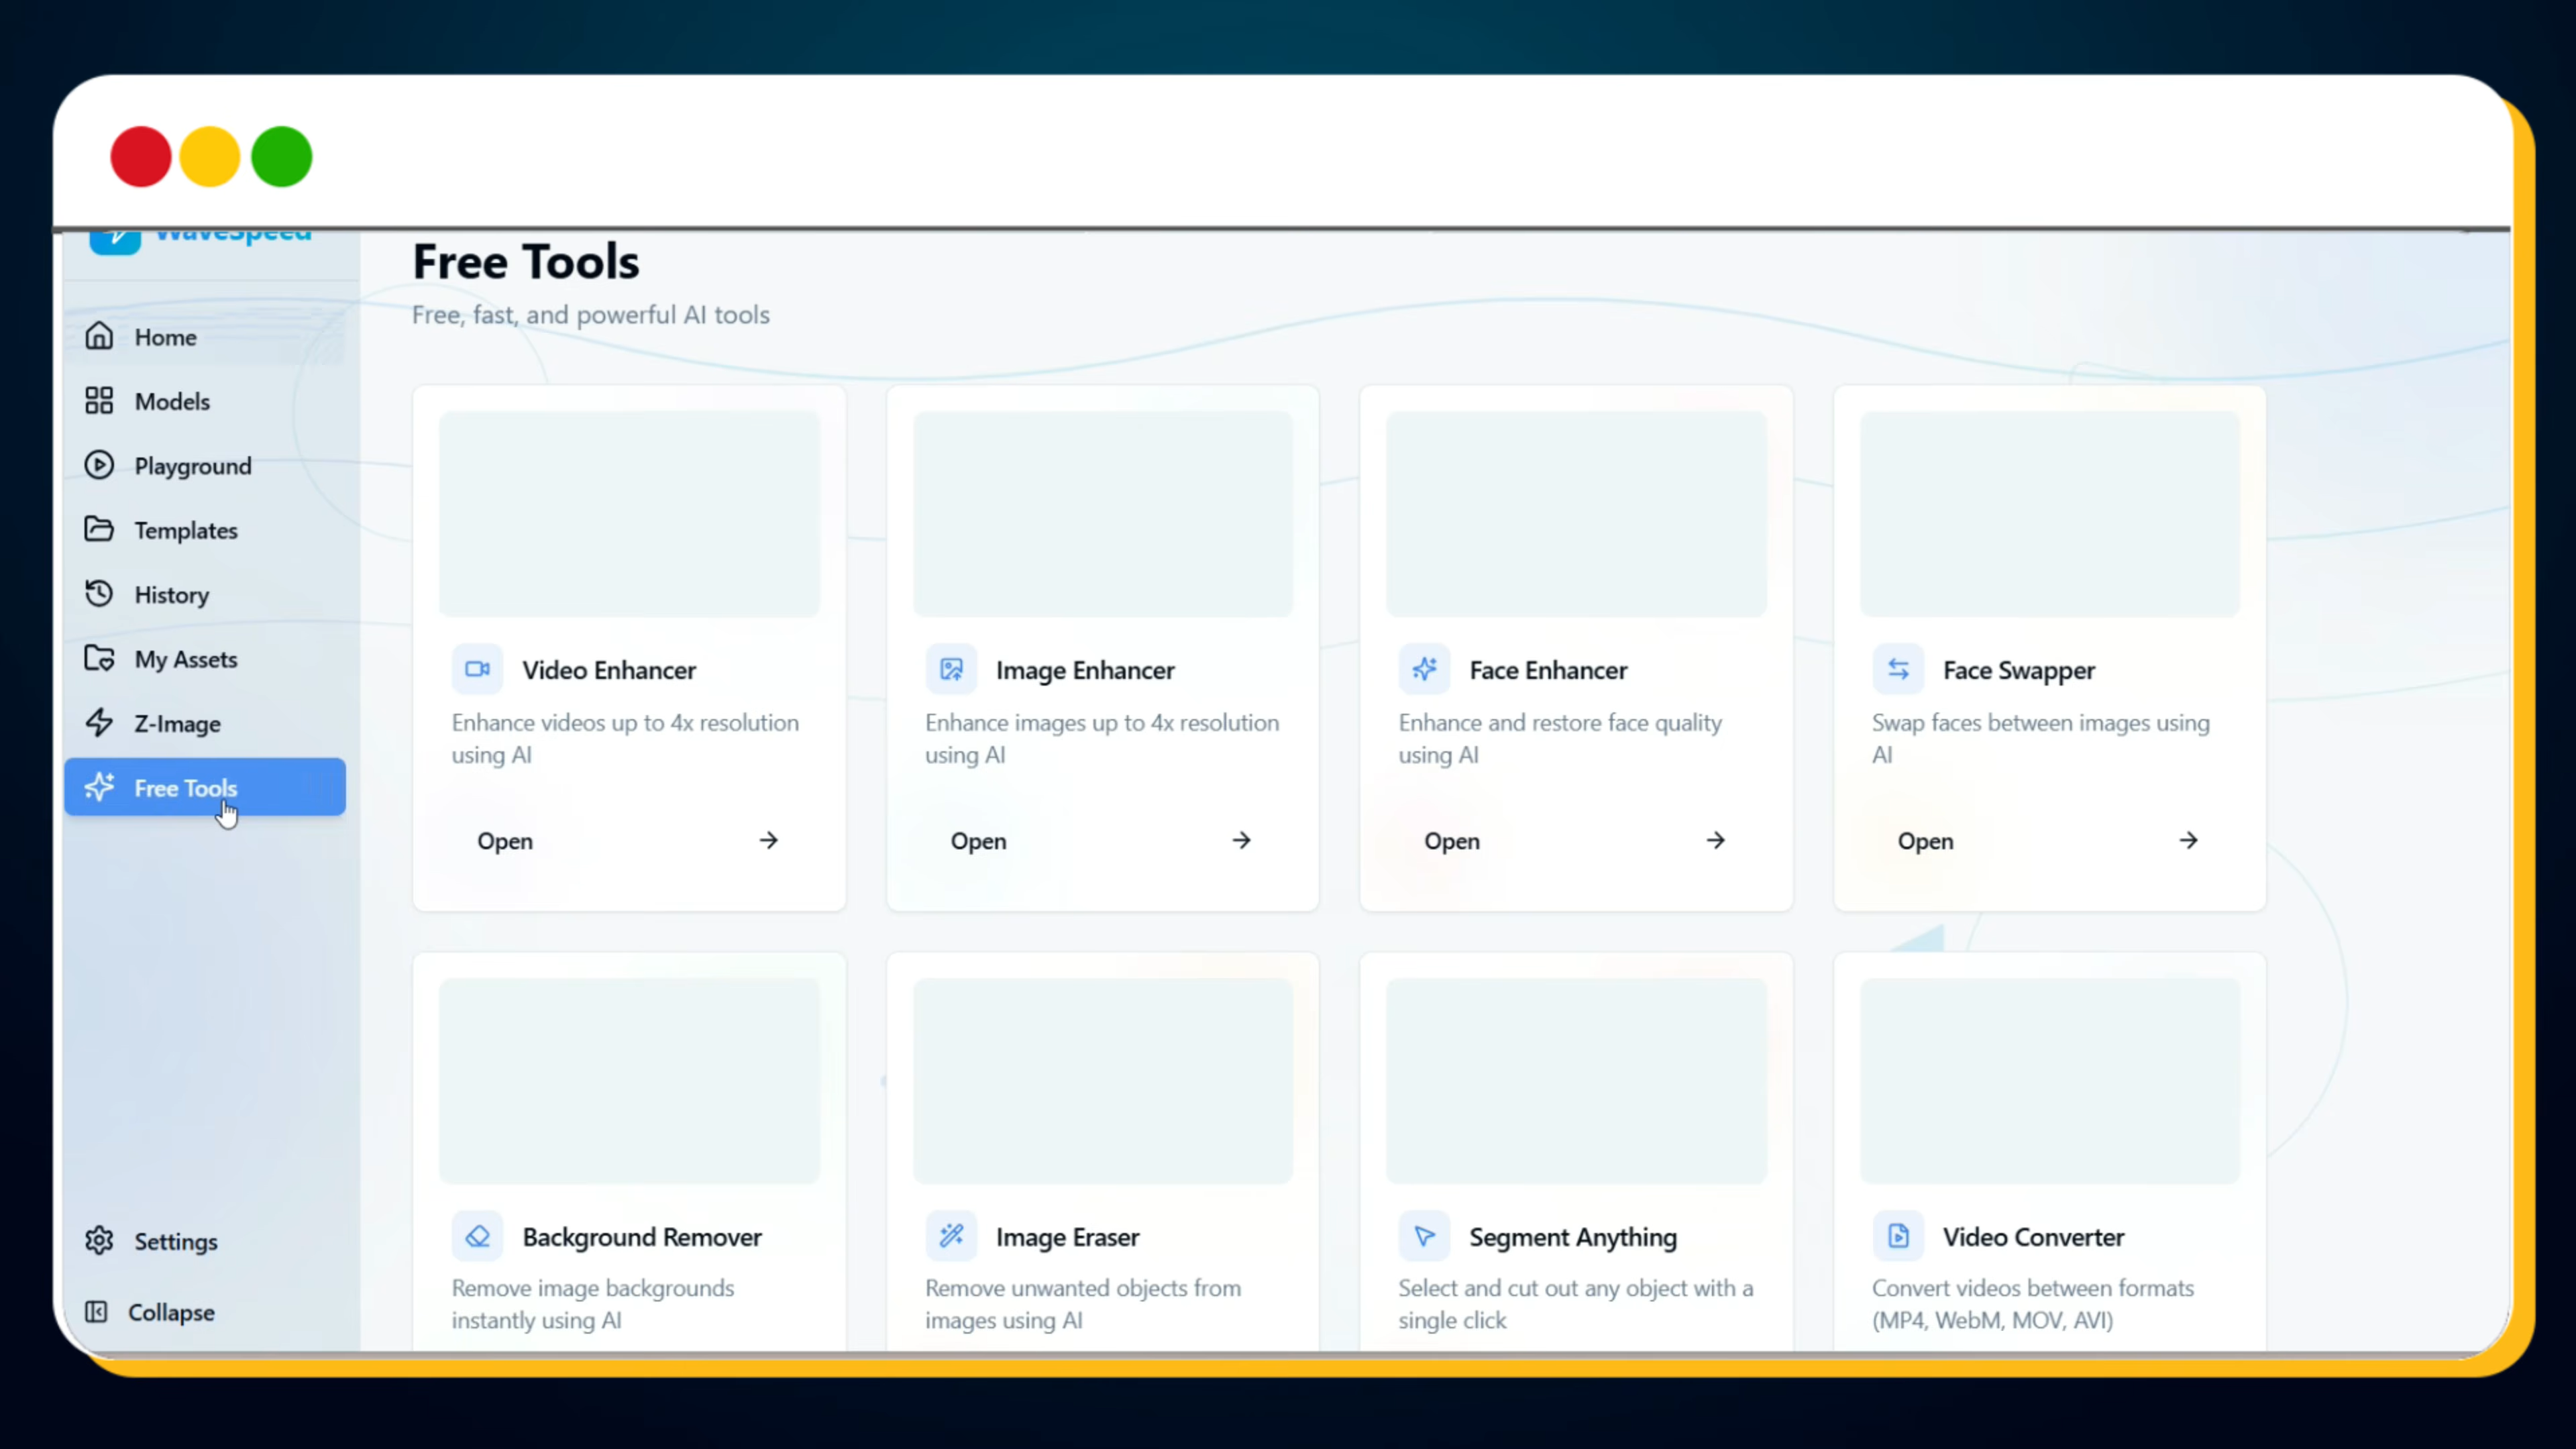 WaveSpeed
Free Tools
Free, fast, and powerful AI tools
Home
Models
Playground
Templates
History
My Assets
Z-Image
Free Tools
Settings
Collapse
Video Enhancer
Enhance videos up to 4x resolution
using AI
Open
Image Enhancer
Enhance images up to 4x resolution
using AI
Open
Face Enhancer
Enhance and restore face quality
using AI
Open
Face Swapper
Swap faces between images using
AI
Open
Background Remover
Remove image backgrounds
instantly using AI
Image Eraser
Remove unwanted objects from
images using AI
Segment Anything
Select and cut out any object with a
single click
Video Converter
Convert videos between formats
(MP4, WebM, MOV, AVI)